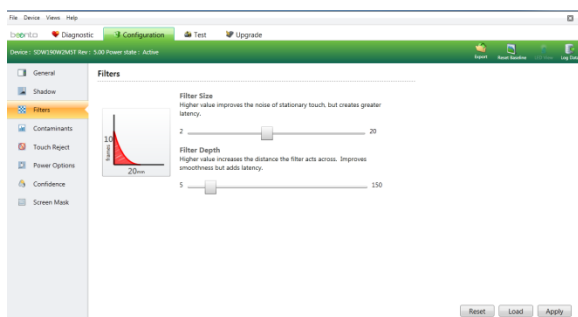 File Device Views Help
baanto Diagnostic Configuration Test Upgrade
Device : SDW190W2MST Rev : 5.00 Power state : Active
Export Reset Baseline Log Data
General
Shadow
Filters
Contaminants
Touch Reject
Power Options
Confidence
Screen Mask
Filters
10
frames
20mm
Filter Size
Higher value improves the noise of stationary touch, but creates greater
latency.
2 20
Filter Depth
Higher value increases the distance the filter acts across. Improves
smoothness but adds latency.
5 150
Reset Load Apply